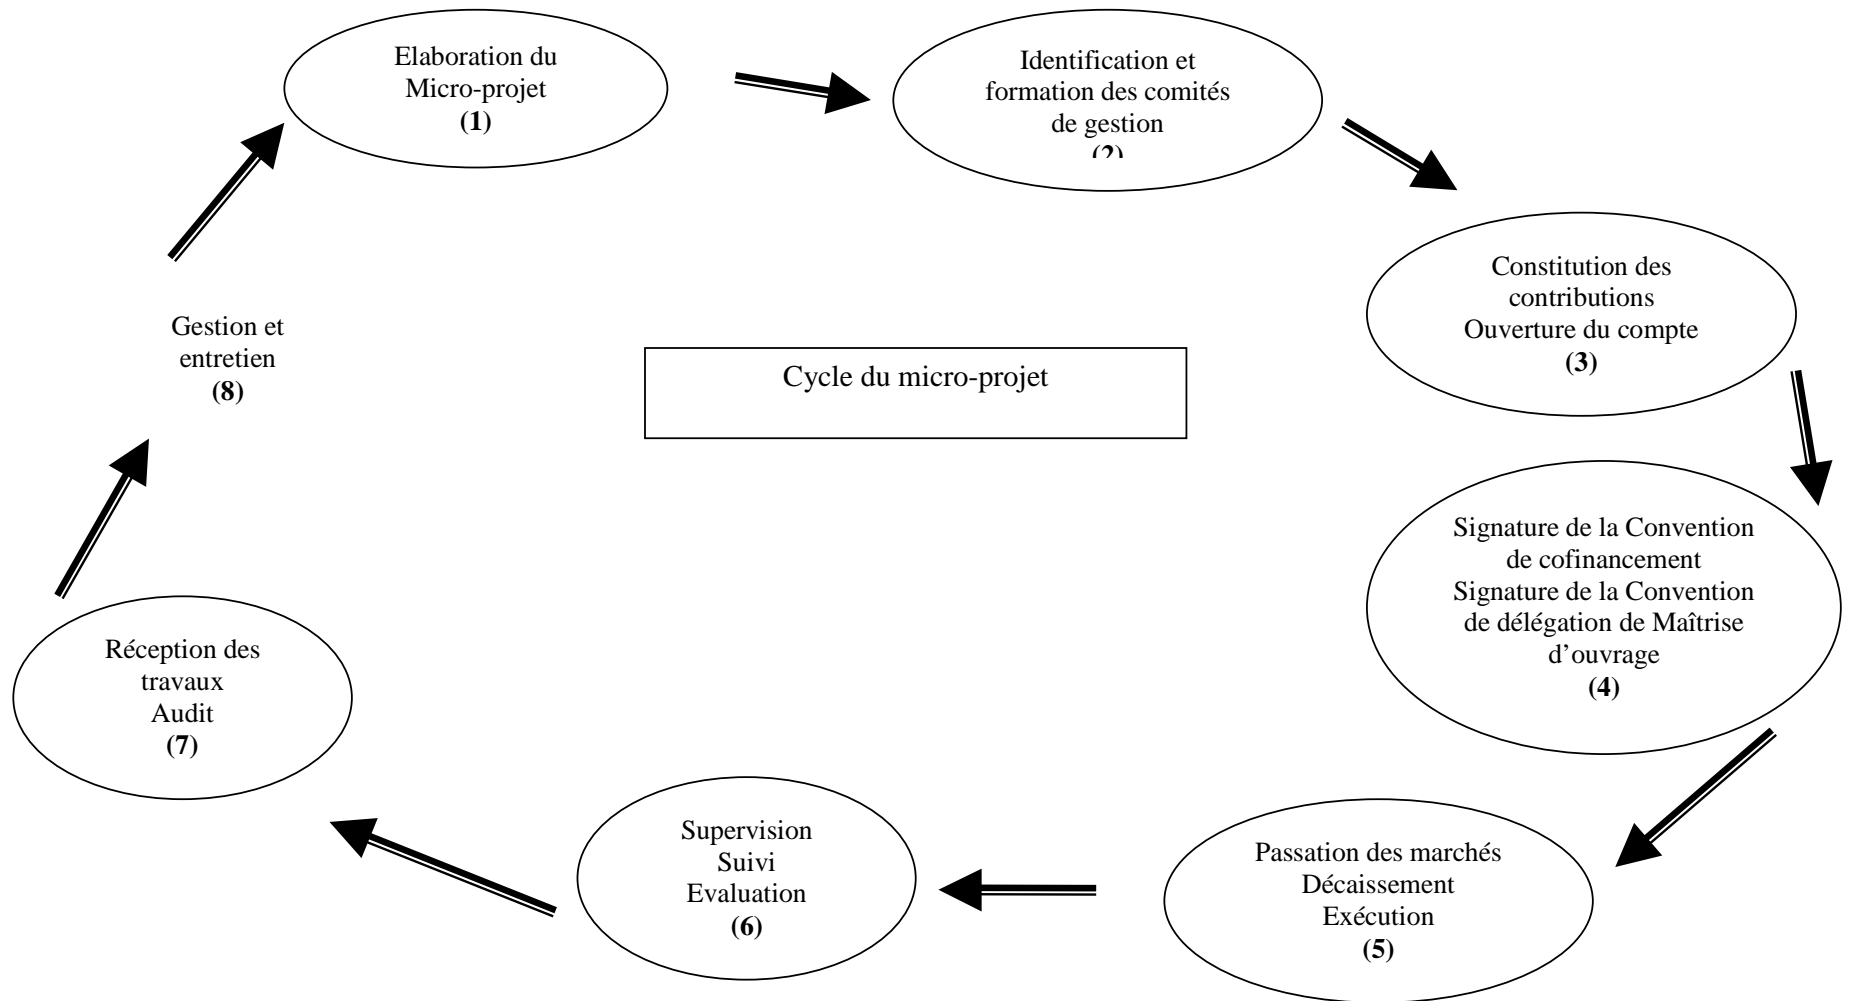 Elaboration du
Micro-projet
(1)
Identification et
formation des comités
de gestion
(2)
Constitution des
contributions
Ouverture du compte
(3)
Signature de la Convention
de cofinancement
Signature de la Convention
de délégation de Maîtrise
d’ouvrage
(4)
Passation des marchés
Décaissement
Exécution
(5)
Supervision
Suivi
Evaluation
(6)
Réception des
travaux
Audit
(7)
Gestion et
entretien
(8)
Cycle du micro-projet